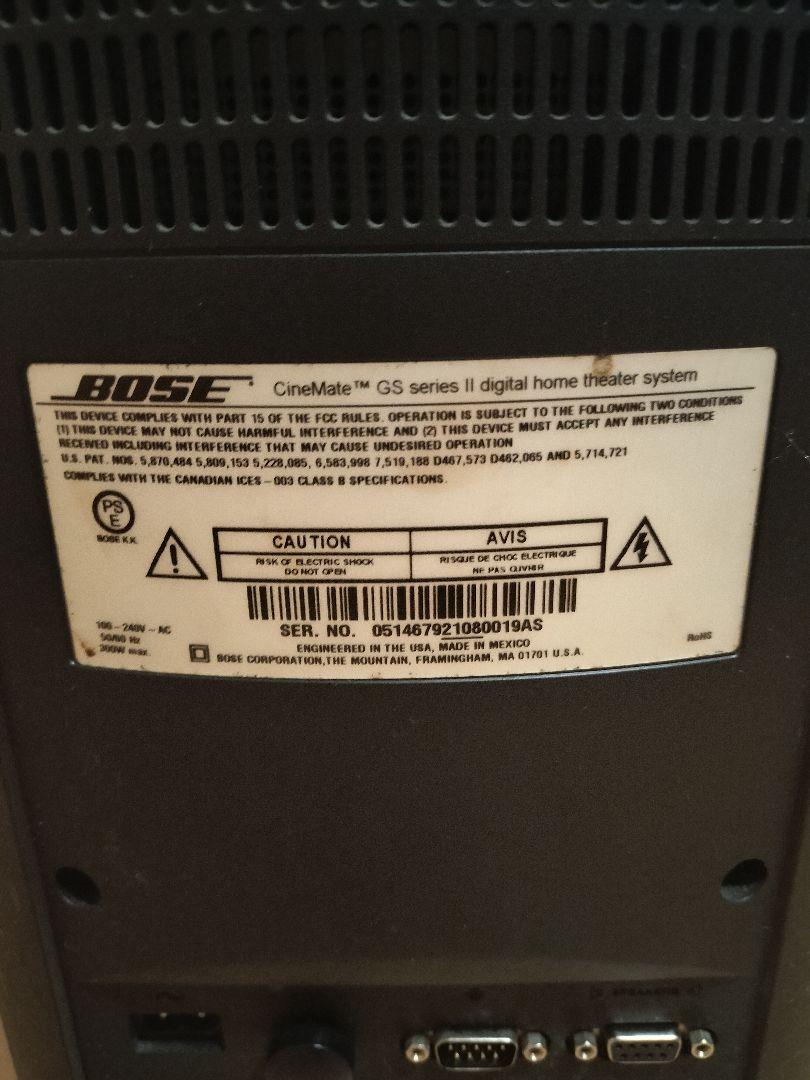 BOSE CineMate™ GS series II digital home theater system
THIS DEVICE COMPLIES WITH PART 15 OF THE FCC RULES. OPERATION IS SUBJECT TO THE FOLLOWING TWO CONDITIONS
(1) THIS DEVICE MAY NOT CAUSE HARMFUL INTERFERENCE AND (2) THIS DEVICE MUST ACCEPT ANY INTERFERENCE
RECEIVED INCLUDING INTERFERENCE THAT MAY CAUSE UNDESIRED OPERATION
U.S. PAT. NOS. 5,870,484 5,809,153 5,228,085, 6,583,998 7,519,188 D467,573 D462,065 AND 5,714,721
COMPLIES WITH THE CANADIAN ICES-003 CLASS B SPECIFICATIONS.
PS
E
BOSE K.K.
CAUTION
RISK OF ELECTRIC SHOCK
DO NOT OPEN
AVIS
RISQUE DE CHOC ELECTRIQUE
NE PAS OUVRIR
100-240V ~ AC
50/60 Hz
300W max.
SER. NO. 051467921080019AS
ENGINEERED IN THE USA, MADE IN MEXICO
BOSE CORPORATION, THE MOUNTAIN, FRAMINGHAM, MA 01701 U.S.A.
RoHS
SPEAKERS